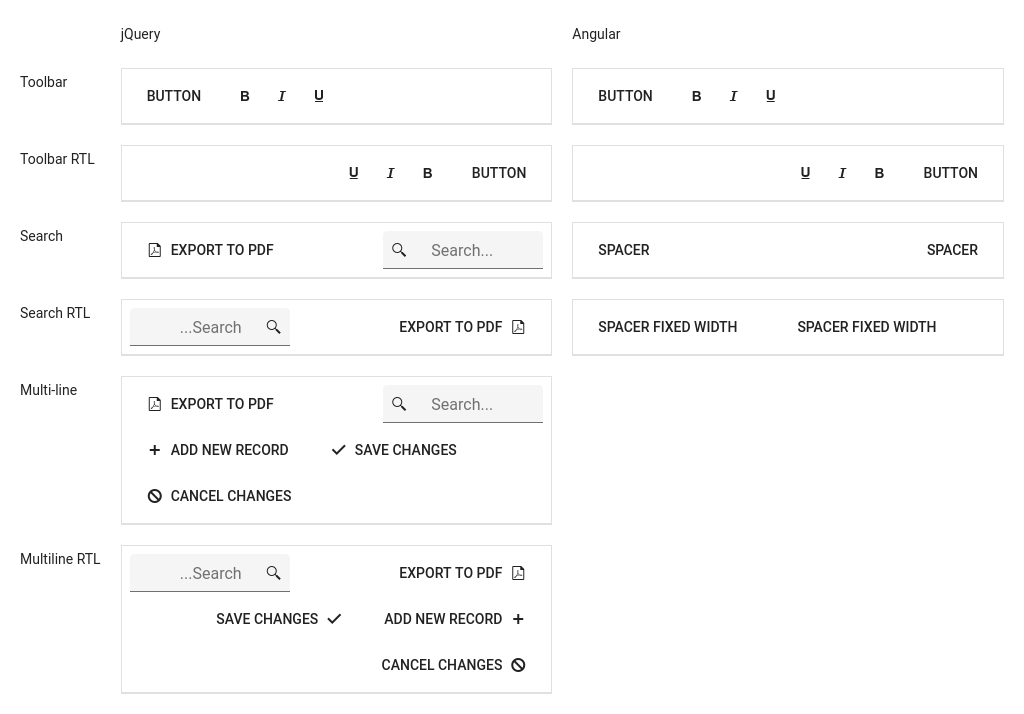 jQuery Angular
Toolbar BUTTON B I U BUTTON B I U
Toolbar RTL U I B BUTTON U I B BUTTON
Search EXPORT TO PDF Search... SPACER SPACER
Search RTL ...Search EXPORT TO PDF SPACER FIXED WIDTH SPACER FIXED WIDTH
Multi-line EXPORT TO PDF Search...
ADD NEW RECORD SAVE CHANGES
CANCEL CHANGES
Multiline RTL ...Search EXPORT TO PDF
SAVE CHANGES ADD NEW RECORD
CANCEL CHANGES